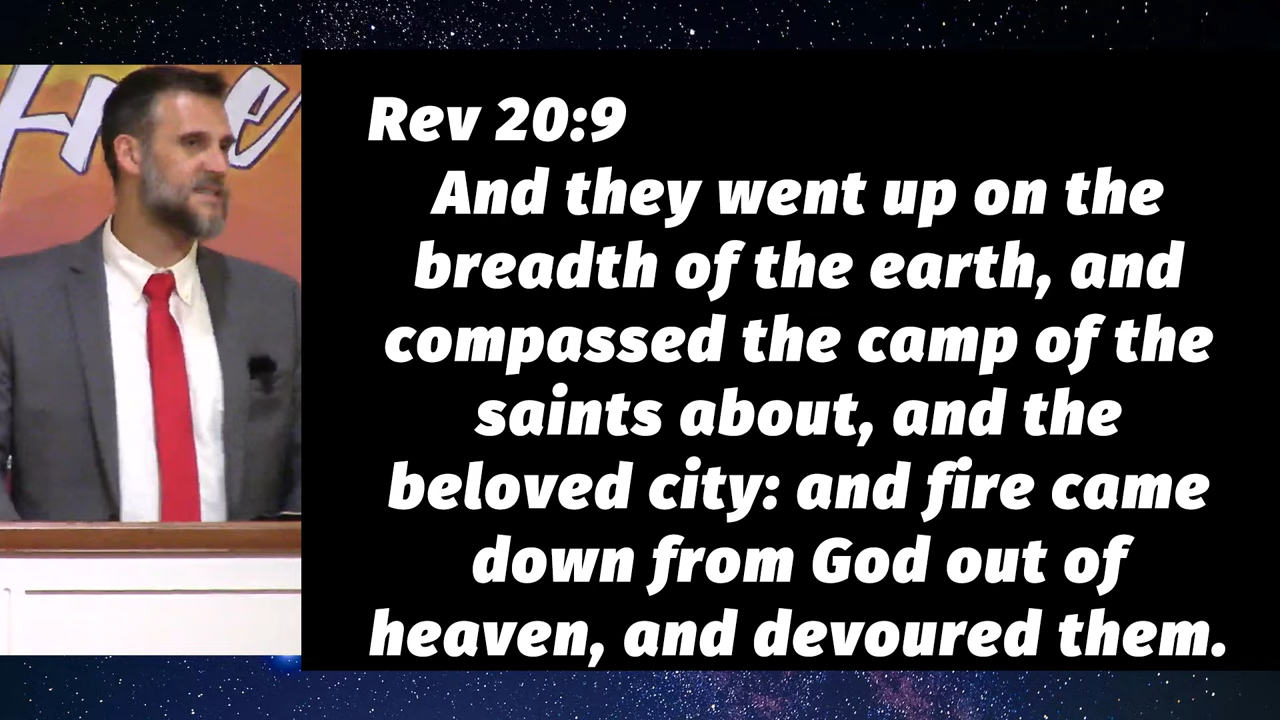 Free
Rev 20:9
And they went up on the
breadth of the earth, and
compassed the camp of the
saints about, and the
beloved city: and fire came
down from God out of
heaven, and devoured them.